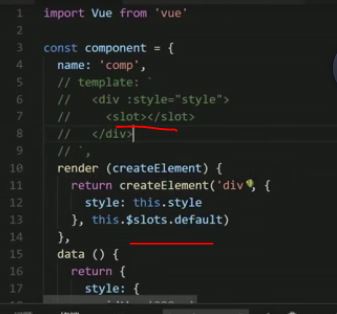 1 import Vue from 'vue'
2
3 const component = {
4 name: 'comp',
5 // template: `
6 // <div :style="style">
7 // <slot></slot>
8 // </div>
9 // `,
10 render (createElement) {
11 return createElement('div', {
12 style: this.style
13 }, this.$slots.default)
14 },
15 data () {
16 return {
17 style: {